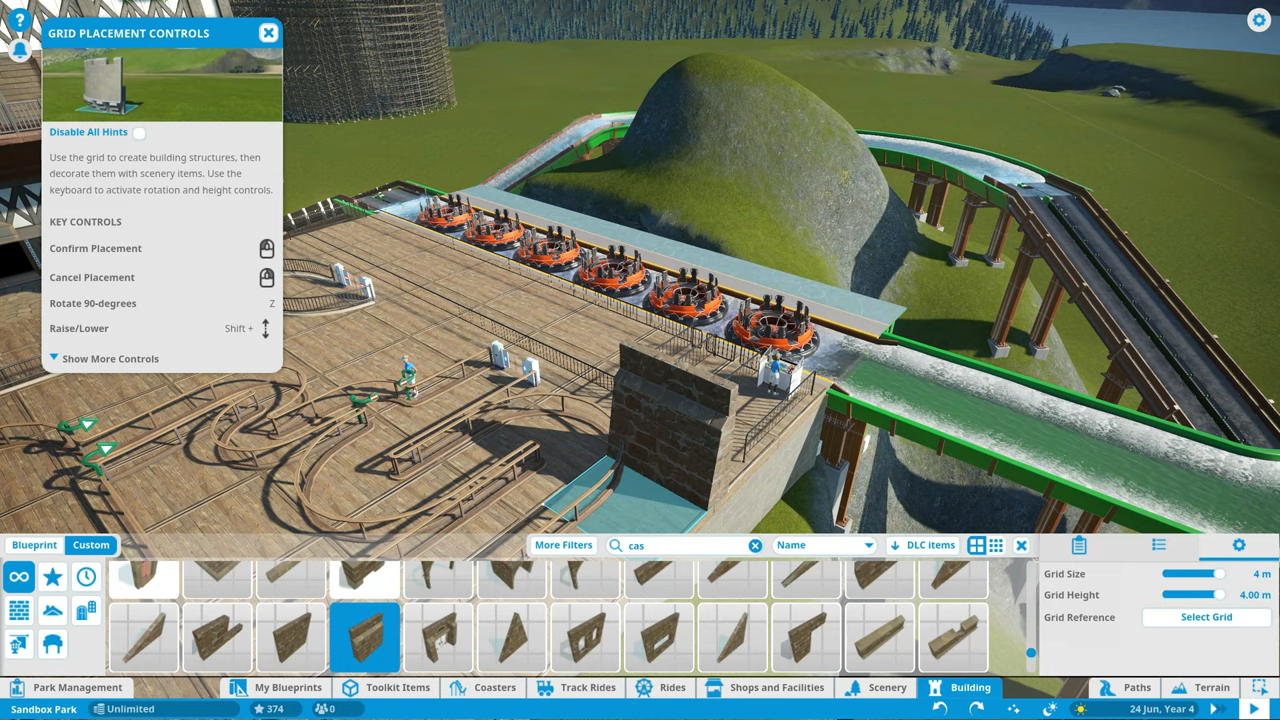 ?
GRID PLACEMENT CONTROLS
Disable All Hints
Use the grid to create building structures, then
decorate them with scenery items. Use the
keyboard to activate rotation and height controls.
KEY CONTROLS
Confirm Placement
Cancel Placement
Rotate 90-degrees Z
Raise/Lower Shift +
Show More Controls
Blueprint Custom More Filters cas Name DLC items
Grid Size 4 m
Grid Height 4.00 m
Grid Reference Select Grid
Park Management My Blueprints Toolkit Items Coasters Track Rides Rides Shops and Facilities Scenery Building Paths Terrain
Sandbox Park Unlimited 374 0 24 Jun, Year 4